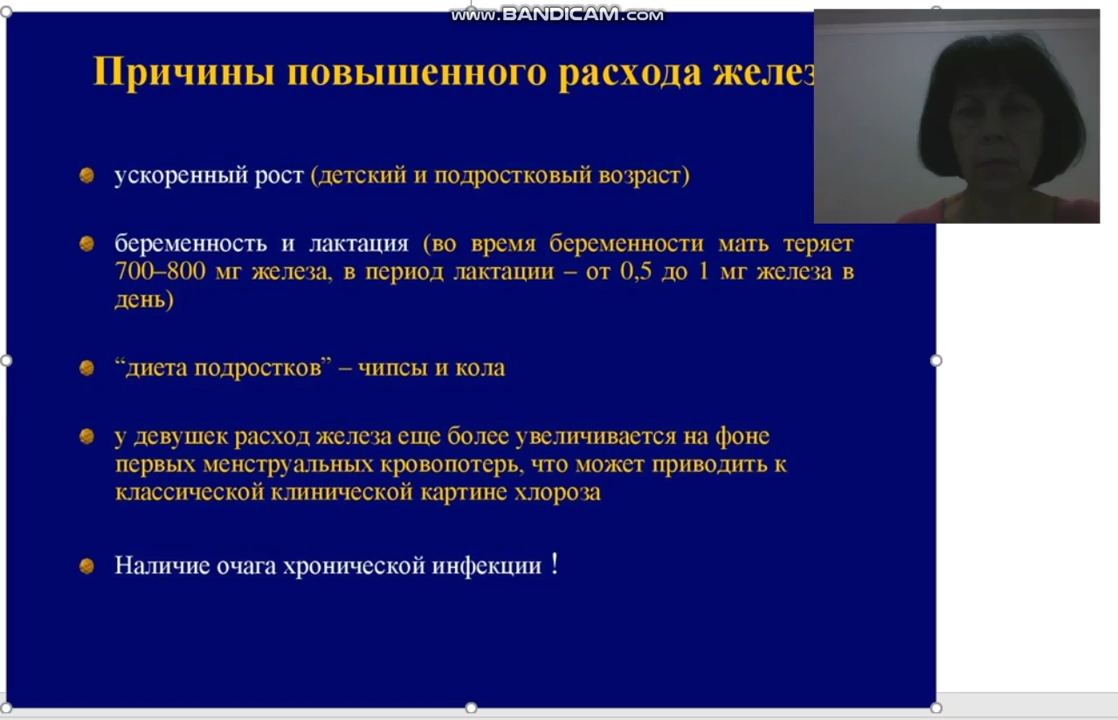 www.BANDICAM.com
Причины повышенного расхода
ускоренный рост (детский и подростковый возраст)
беременность и лактация (во время беременности мать теряет
700–800 мг железа, в период лактации – от 0,5 до 1 мг железа в
день)
“диета подростков” – чипсы и кола
у девушек расход железа еще более увеличивается на фоне
первых менструальных кровопотерь, что может приводить к
классической клинической картине хлороза
Наличие очага хронической инфекции !